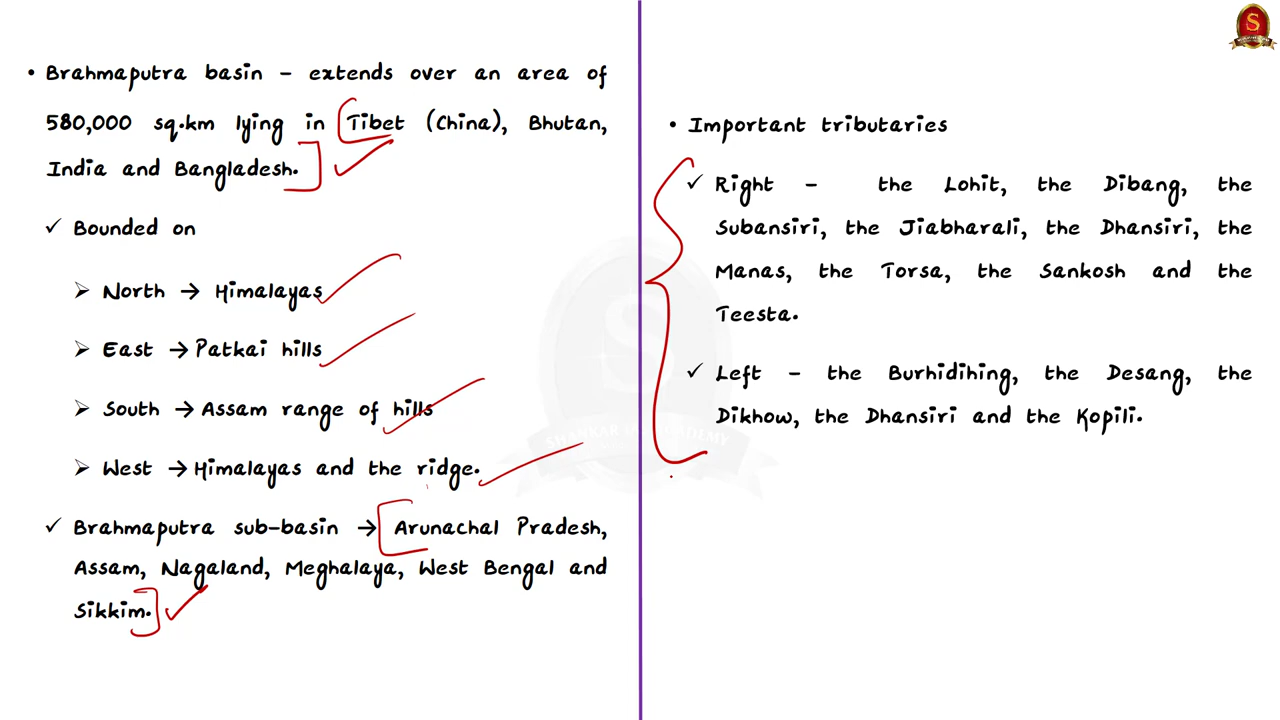 • Brahmaputra basin – extends over an area of
580,000 sq.km lying in Tibet (China), Bhutan,
India and Bangladesh.
✓ Bounded on
➢ North → Himalayas
➢ East → Patkai hills
➢ South → Assam range of hills
➢ West → Himalayas and the ridge.
✓ Brahmaputra sub-basin → Arunachal Pradesh,
Assam, Nagaland, Meghalaya, West Bengal and
Sikkim.
• Important tributaries
✓ Right – the Lohit, the Dibang, the
Subansiri, the Jiabharali, the Dhansiri, the
Manas, the Torsa, the Sankosh and the
Teesta.
✓ Left – the Burhidihing, the Desang, the
Dikhow, the Dhansiri and the Kopili.